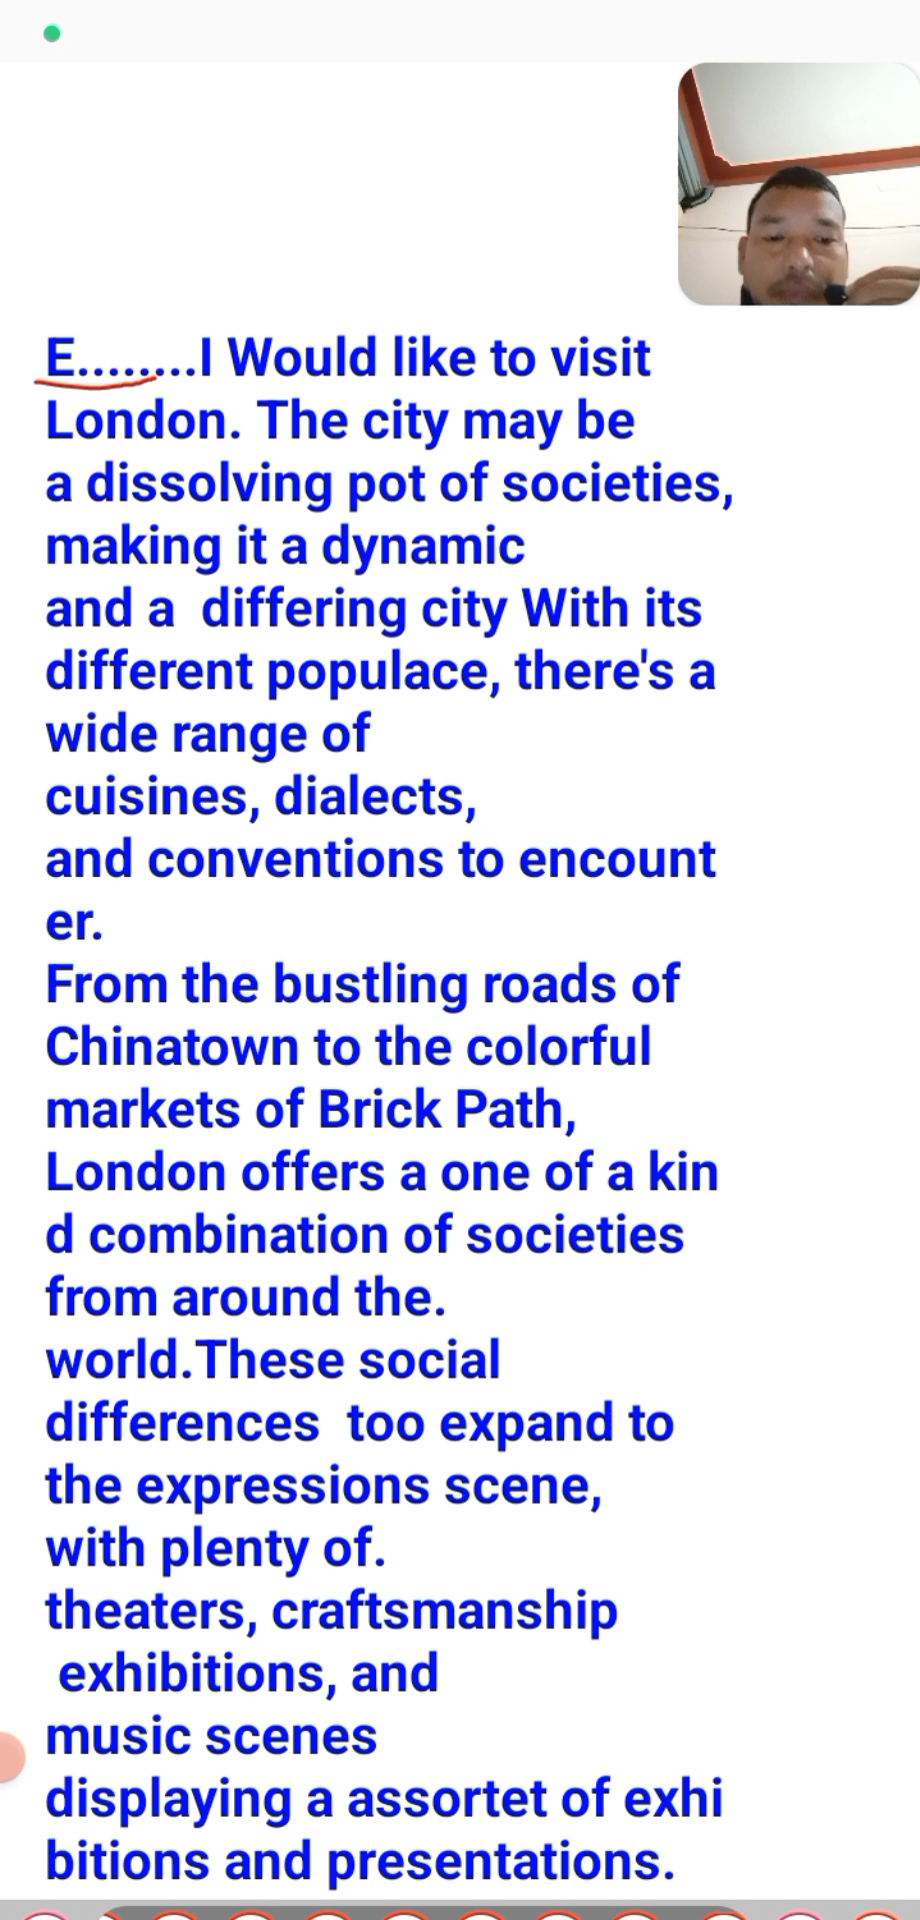 E........I Would like to visit
London. The city may be
a dissolving pot of societies,
making it a dynamic
and a  differing city With its
different populace, there's a
wide range of
cuisines, dialects,
and conventions to encount
er.
From the bustling roads of
Chinatown to the colorful
markets of Brick Path,
London offers a one of a kin
d combination of societies
from around the.
world.These social
differences  too expand to
the expressions scene,
with plenty of.
theaters, craftsmanship
 exhibitions, and
music scenes
displaying a assortet of exhi
bitions and presentations.